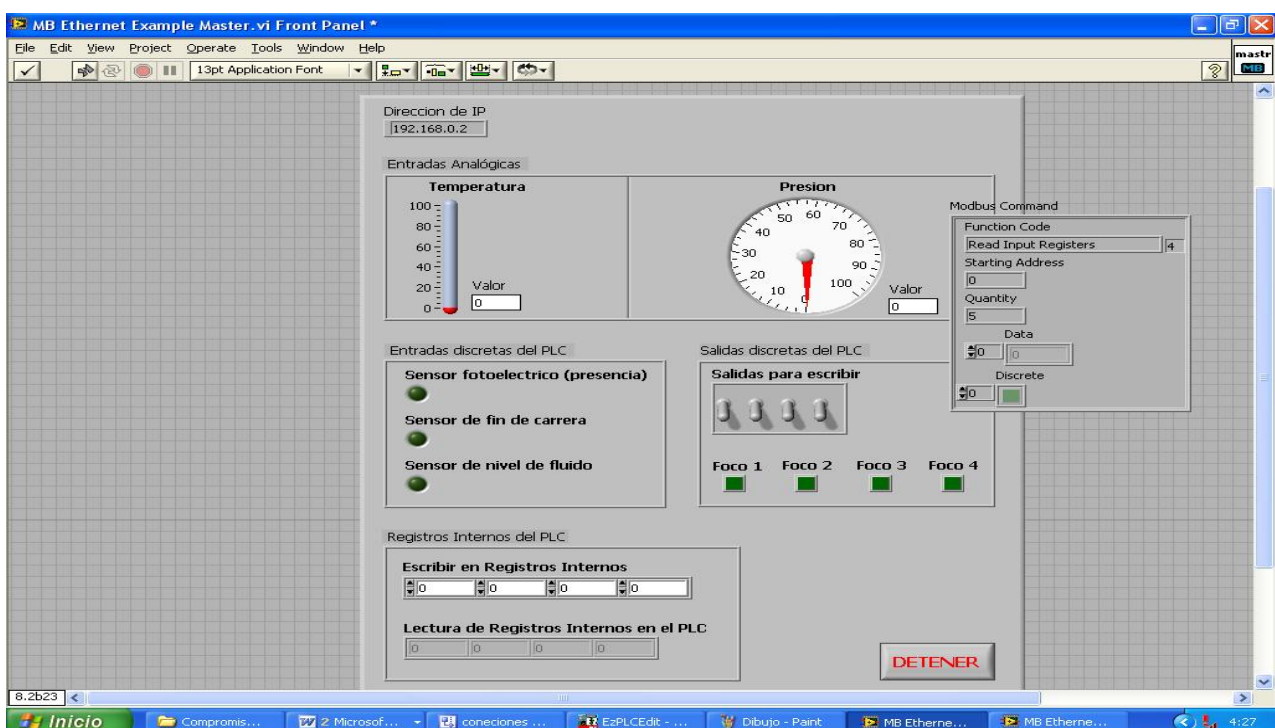 MB Ethernet Example Master.vi Front Panel *
File Edit View Project Operate Tools Window Help
13pt Application Font
mastr
MB
Direccion de IP
192.168.0.2
Entradas Analógicas
Temperatura
100
80
60
40
20
0
Valor
0
Presion
0
10
20
30
40
50
60
70
80
90
100
Valor
0
Modbus Command
Function Code
Read Input Registers 4
Starting Address
0
Quantity
5
Data
0 0
Discrete
0
Entradas discretas del PLC
Sensor fotoelectrico (presencia)
Sensor de fin de carrera
Sensor de nivel de fluido
Salidas discretas del PLC
Salidas para escribir
Foco 1 Foco 2 Foco 3 Foco 4
Registros Internos del PLC
Escribir en Registros Internos
0 0 0 0
Lectura de Registros Internos en el PLC
0 0 0 0
DETENER
8.2b23
Inicio Compromis... 2 Microsof... coneciones ... EzPLCEdit - ... Dibujo - Paint MB Etherne... MB Etherne... 4:27